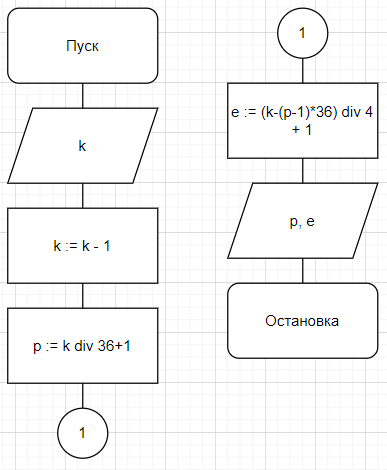 Пуск
k
k := k - 1
p := k div 36+1
1
1
e := (k-(p-1)*36) div 4
+ 1
p, e
Остановка